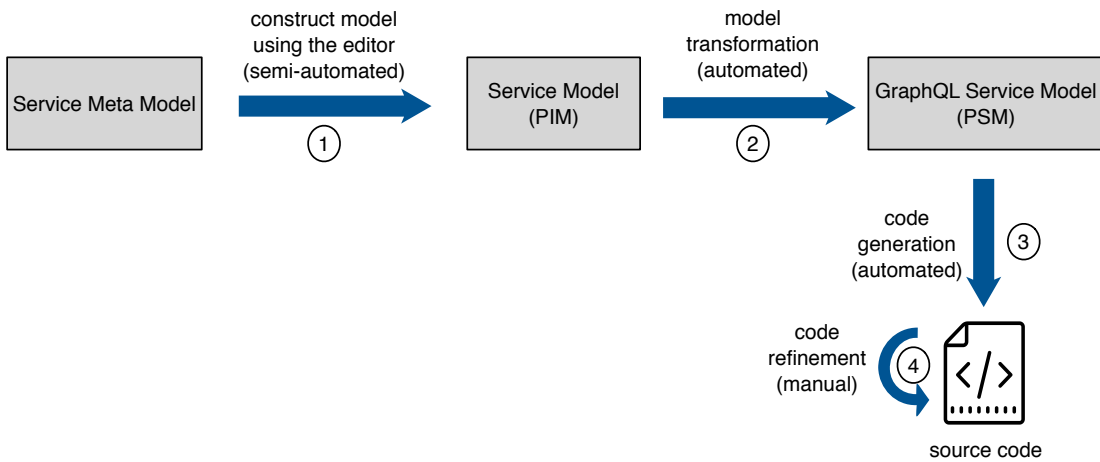 construct model
using the editor
(semi-automated)
model
transformation
(automated)
Service Meta Model
Service Model
(PIM)
GraphQL Service Model
(PSM)
1
2
code
generation
(automated)
3
code
refinement
(manual)
4
</>
source code